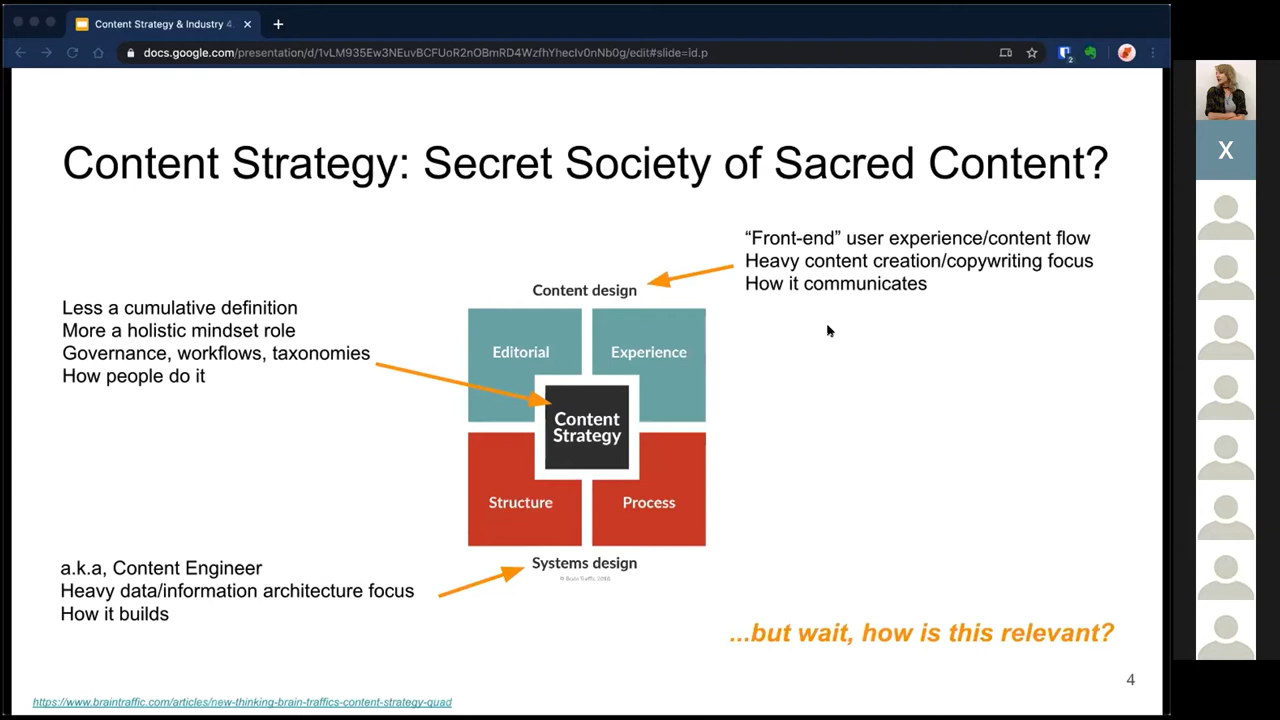 Content Strategy & Industry 4
docs.google.com/presentation/d/1vLM935Ew3NEuvBCFUoR2nOBmRD4WzfhYhecIv0nNb0g/edit#slide=id.p
2
X
Content Strategy: Secret Society of Sacred Content?
“Front-end” user experience/content flow
Heavy content creation/copywriting focus
How it communicates
Less a cumulative definition
More a holistic mindset role
Governance, workflows, taxonomies
How people do it
Content design
Editorial
Experience
Content
Strategy
Structure
Process
Systems design
© Brain Traffic
a.k.a, Content Engineer
Heavy data/information architecture focus
How it builds
...but wait, how is this relevant?
4
https://www.braintraffic.com/articles/new-thinking-brain-traffics-content-strategy-quad